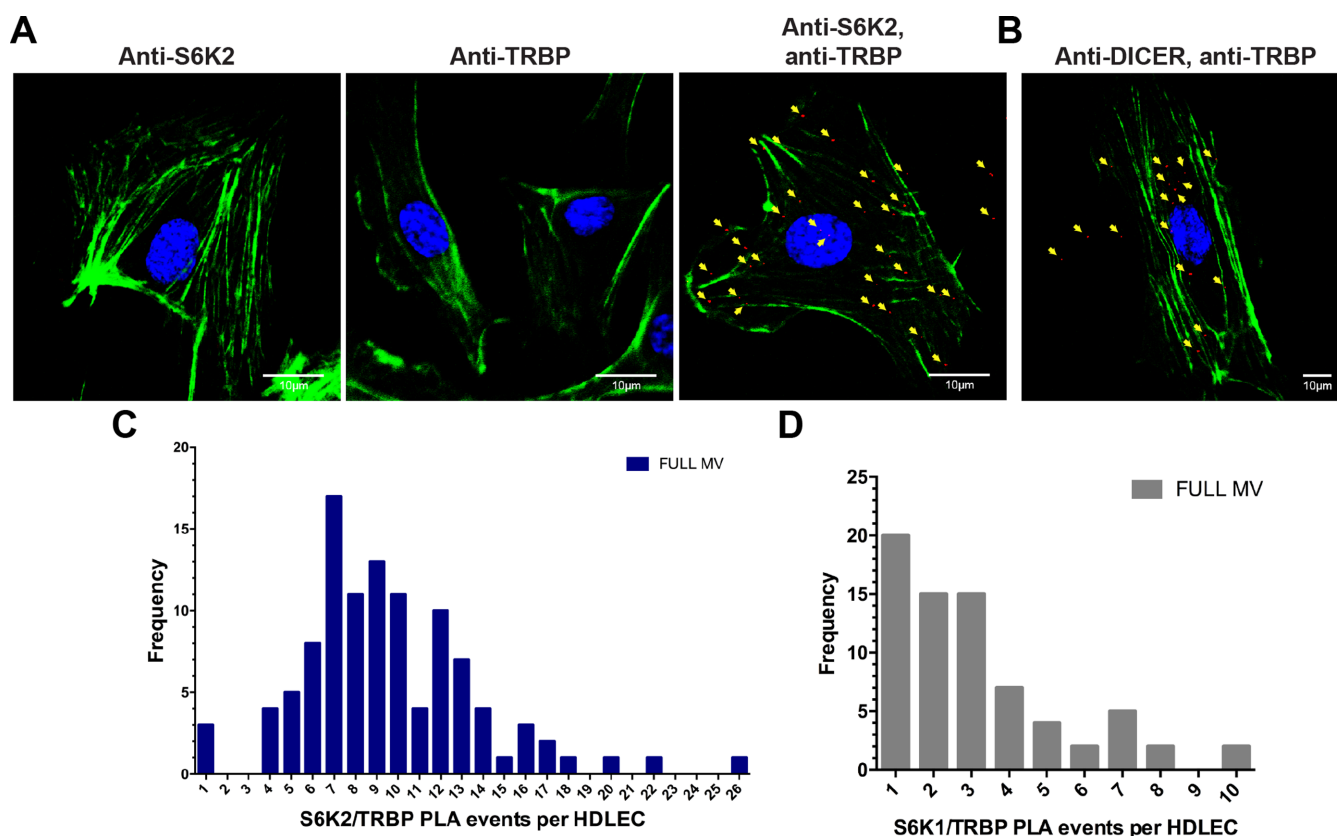 A
Anti-S6K2
Anti-TRBP
Anti-S6K2,
anti-TRBP
B
Anti-DICER, anti-TRBP
10μm
10μm
10μm
10μm
C
20
15
10
5
0
Frequency
FULL MV
1 2 3 4 5 6 7 8 9 10 11 12 13 14 15 16 17 18 19 20 21 22 23 24 25 26
S6K2/TRBP PLA events per HDLEC
D
25
20
15
10
5
0
Frequency
FULL MV
1 2 3 4 5 6 7 8 9 10
S6K1/TRBP PLA events per HDLEC